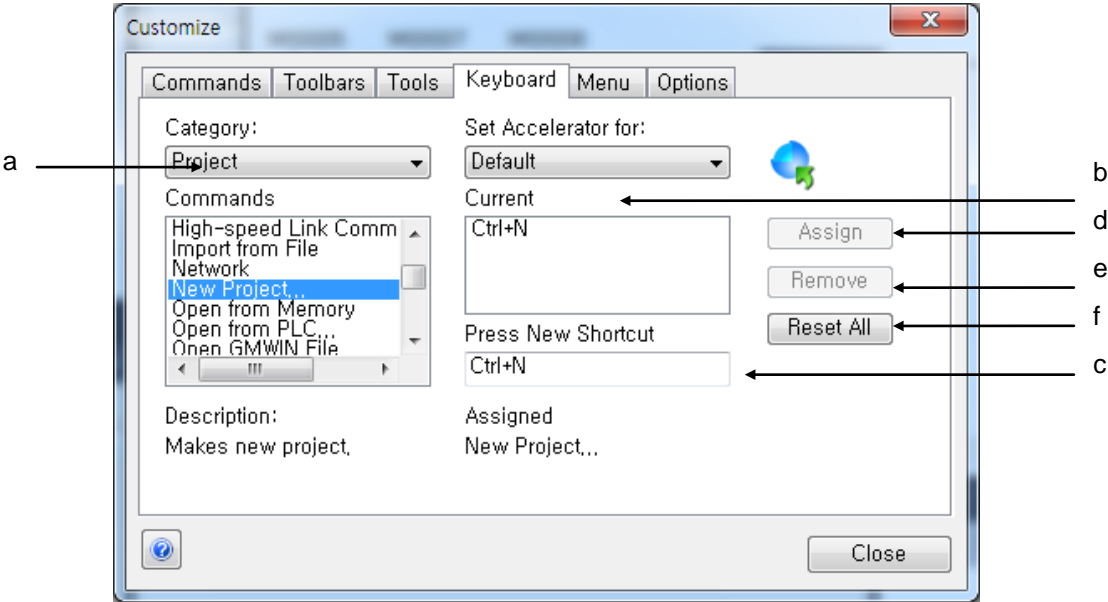 Customize
Commands Toolbars Tools Keyboard Menu Options
Category: Set Accelerator for:
a Project Default
b
Commands Current
High-speed Link Comm Ctrl+N Assign d
Import from File
Network
New Project... Remove e
Open from Memory
Open from PLC... Press New Shortcut Reset All f
Open GMWIN File
Ctrl+N c
Description: Assigned
Makes new project. New Project...
Close